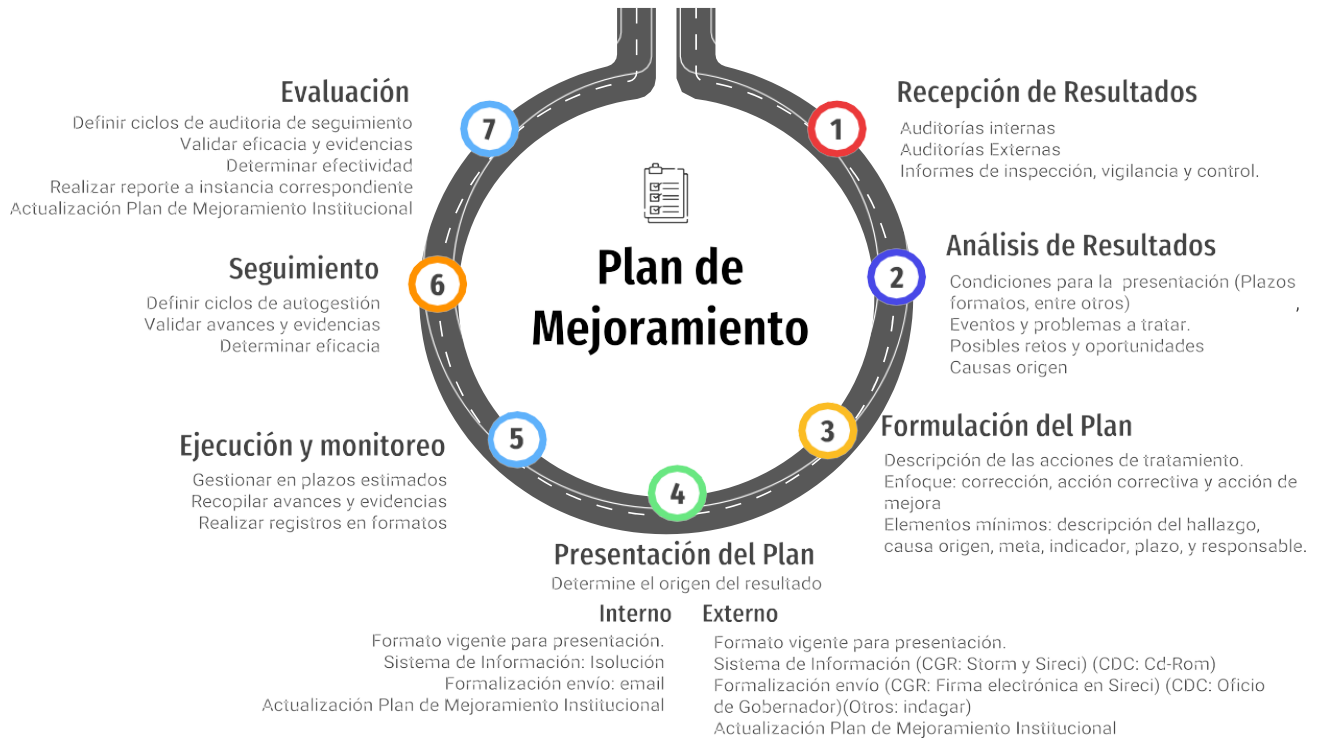 Plan de
Mejoramiento
1
Recepción de Resultados
Auditorías internas
Auditorías Externas
Informes de inspección, vigilancia y control.
2
Análisis de Resultados
Condiciones para la presentación (Plazos
formatos, entre otros) ,
Eventos y problemas a tratar.
Posibles retos y oportunidades
Causas origen
3
Formulación del Plan
Descripción de las acciones de tratamiento.
Enfoque: corrección, acción correctiva y acción de
mejora
Elementos mínimos: descripción del hallazgo,
causa origen, meta, indicador, plazo, y responsable.
4
Presentación del Plan
Determine el origen del resultado
Interno
Formato vigente para presentación.
Sistema de Información: Isolución
Formalización envío: email
Actualización Plan de Mejoramiento Institucional
Externo
Formato vigente para presentación.
Sistema de Información (CGR: Storm y Sireci) (CDC: Cd-Rom)
Formalización envío (CGR: Firma electrónica en Sireci) (CDC: Oficio
de Gobernador)(Otros: indagar)
Actualización Plan de Mejoramiento Institucional
5
Ejecución y monitoreo
Gestionar en plazos estimados
Recopilar avances y evidencias
Realizar registros en formatos
6
Seguimiento
Definir ciclos de autogestión
Validar avances y evidencias
Determinar eficacia
7
Evaluación
Definir ciclos de auditoria de seguimiento
Validar eficacia y evidencias
Determinar efectividad
Realizar reporte a instancia correspondiente
Actualización Plan de Mejoramiento Institucional